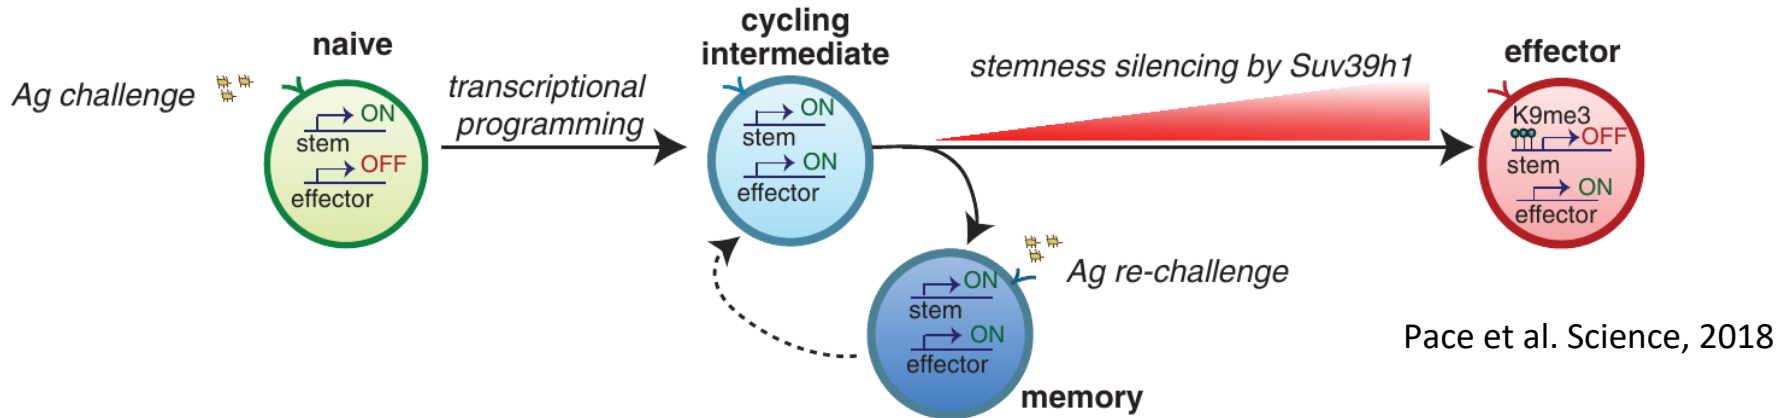 naive
Ag challenge
ON
stem
OFF
effector
transcriptional
programming
cycling
intermediate
ON
stem
ON
effector
stemness silencing by Suv39h1
effector
K9me3
OFF
stem
ON
effector
Ag re-challenge
ON
stem
ON
effector
memory
Pace et al. Science, 2018